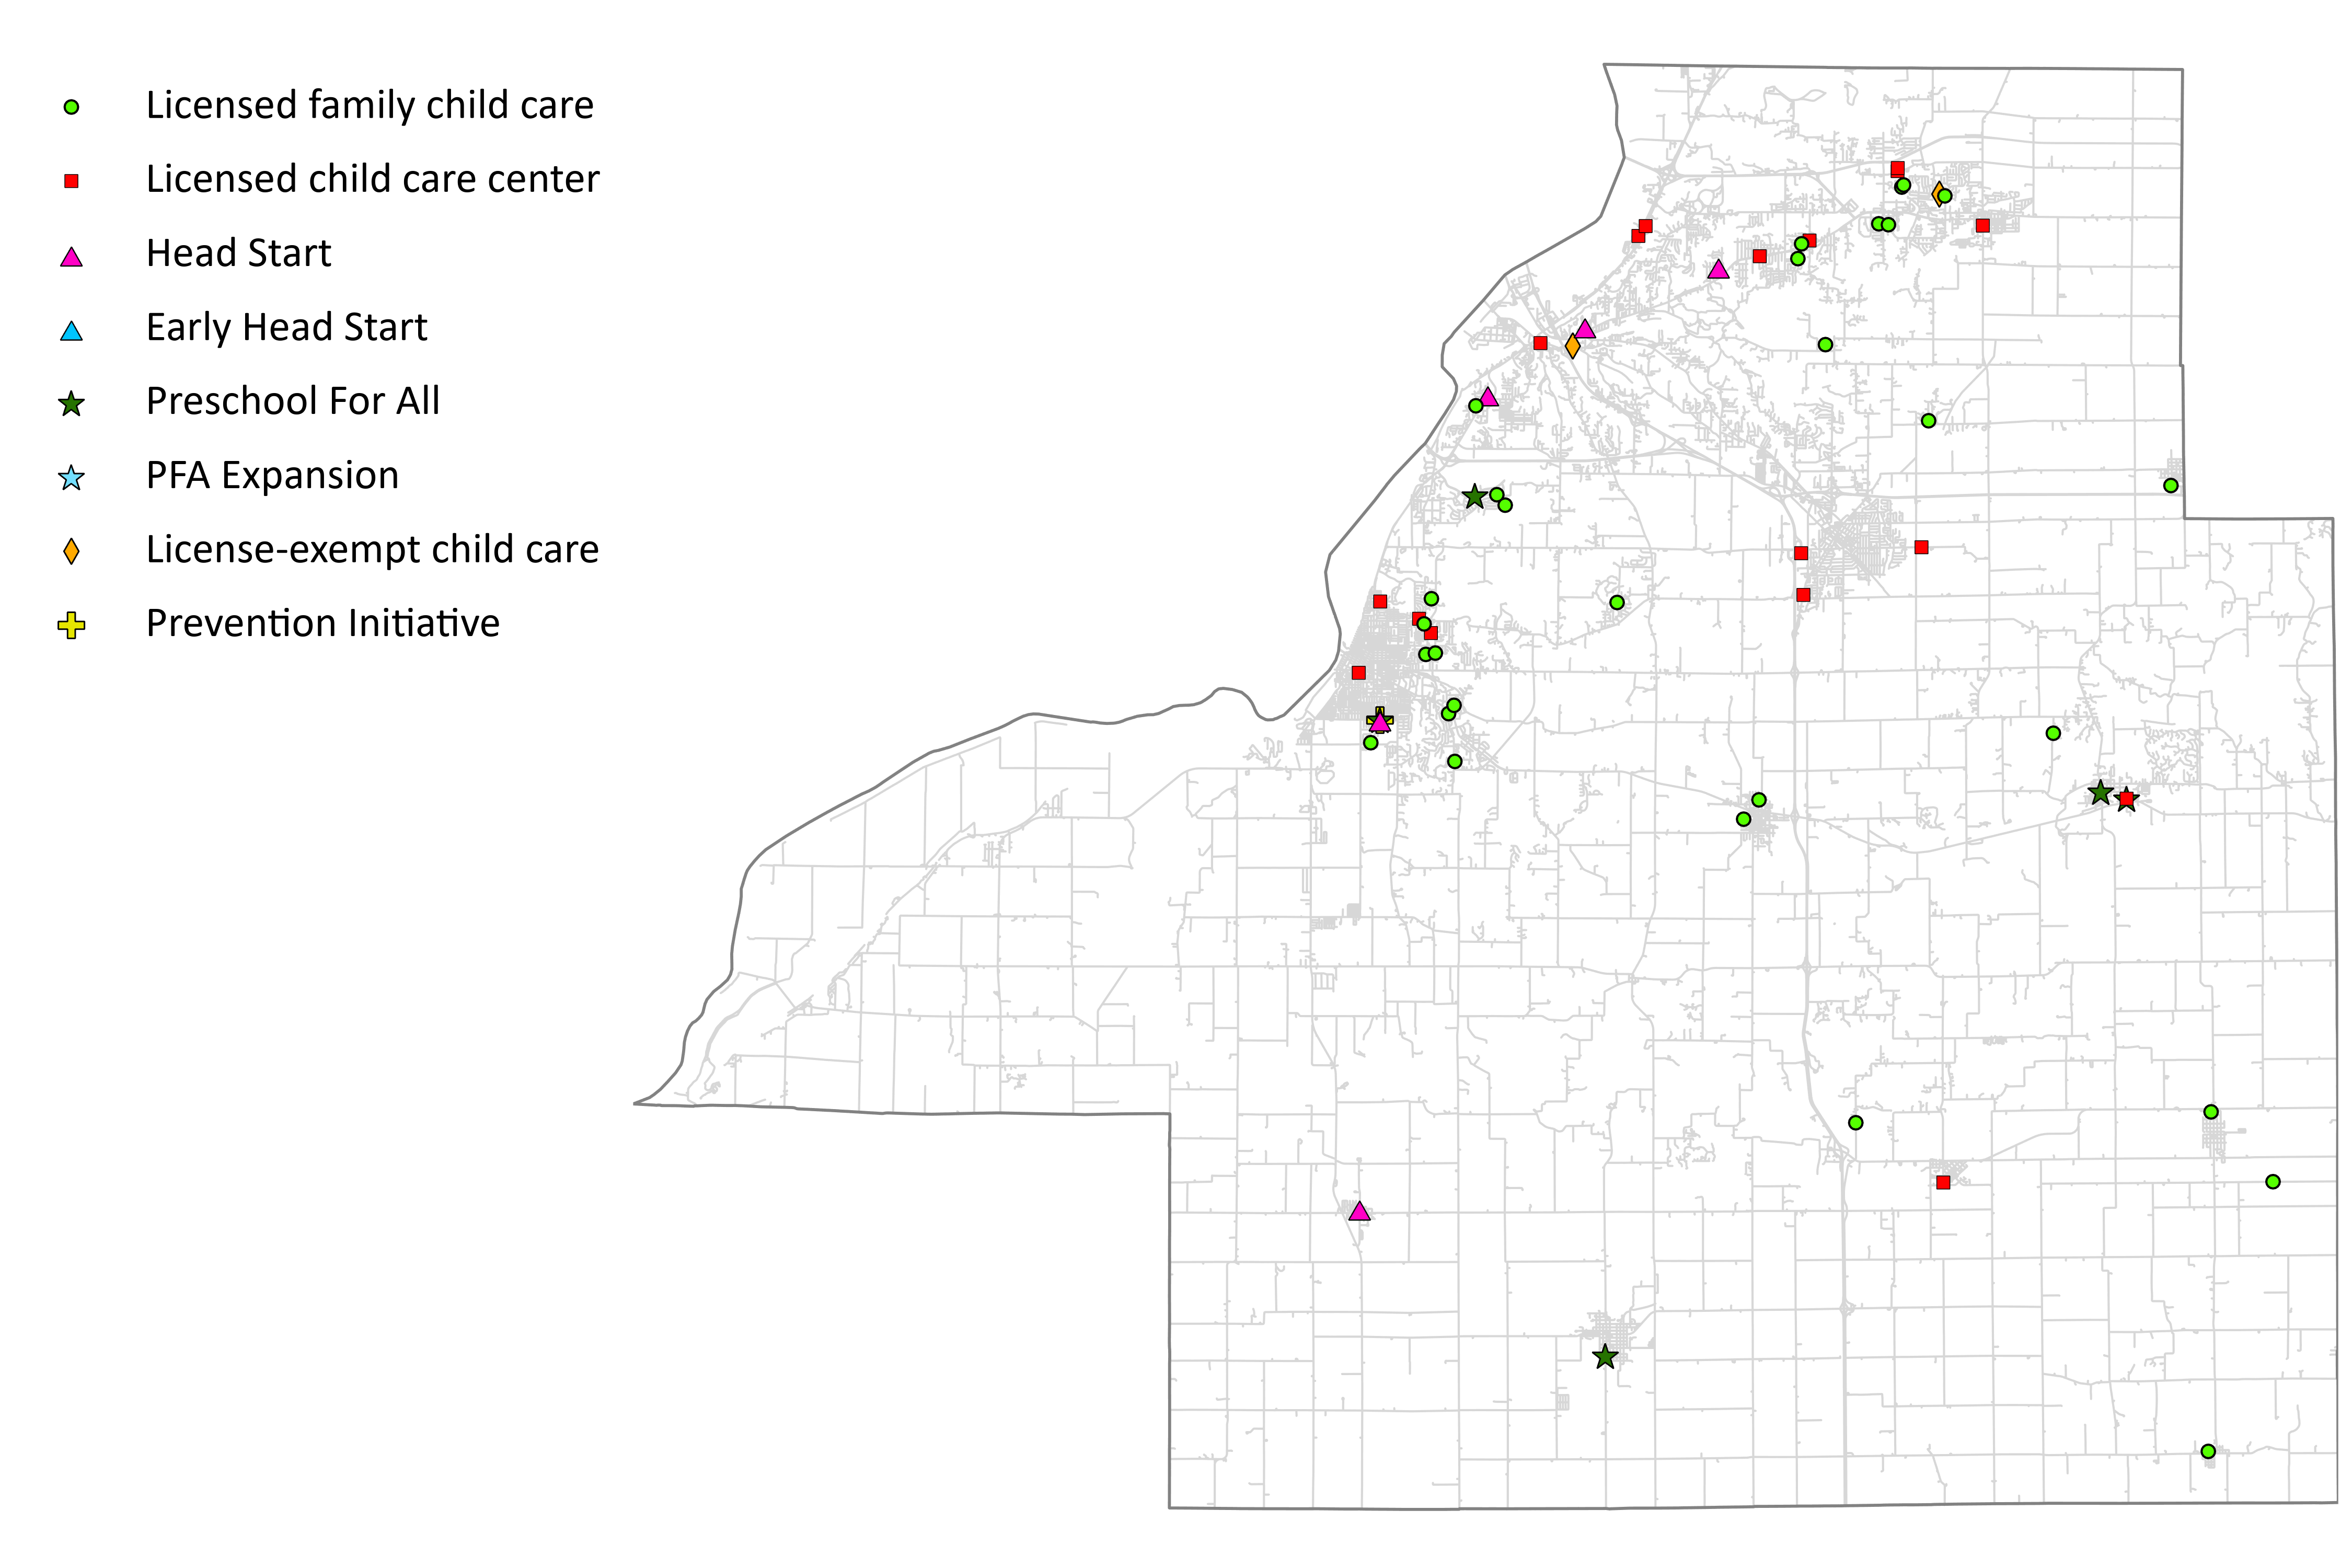 Licensed family child care
Licensed child care center
Head Start
Early Head Start
Preschool For All
PFA Expansion
License-exempt child care
Prevention Initiative